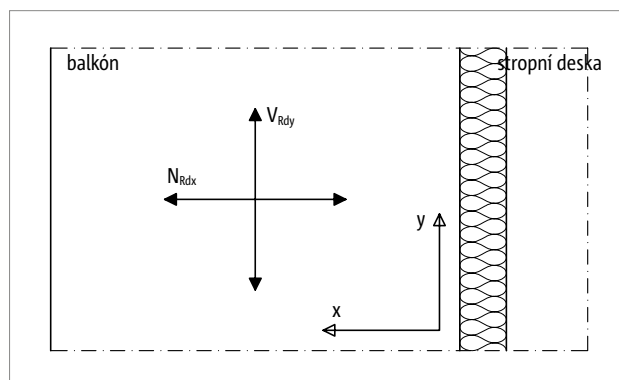 balkón
stropní deska
V_Rdy
N_Rdx
y
x